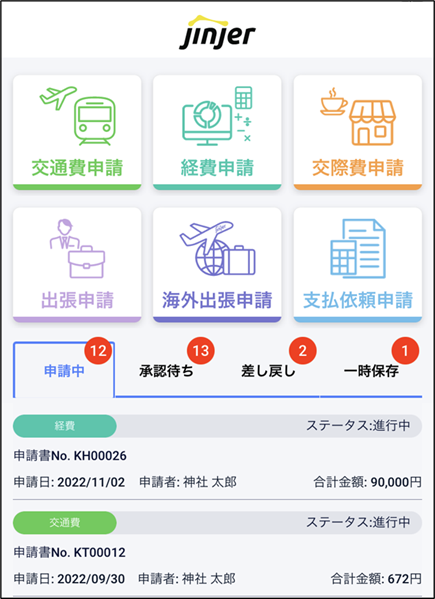 jinjer
交通費申請 経費申請 交際費申請
出張申請 海外出張申請 支払依頼申請
12 13 2 1
申請中 承認待ち 差し戻し 一時保存
経費 ステータス:進行中
申請書No. KH00026
申請日: 2022/11/02 申請者: 神社 太郎 合計金額: 90,000円
交通費 ステータス:進行中
申請書No. KT00012
申請日: 2022/09/30 申請者: 神社 太郎 合計金額: 672円